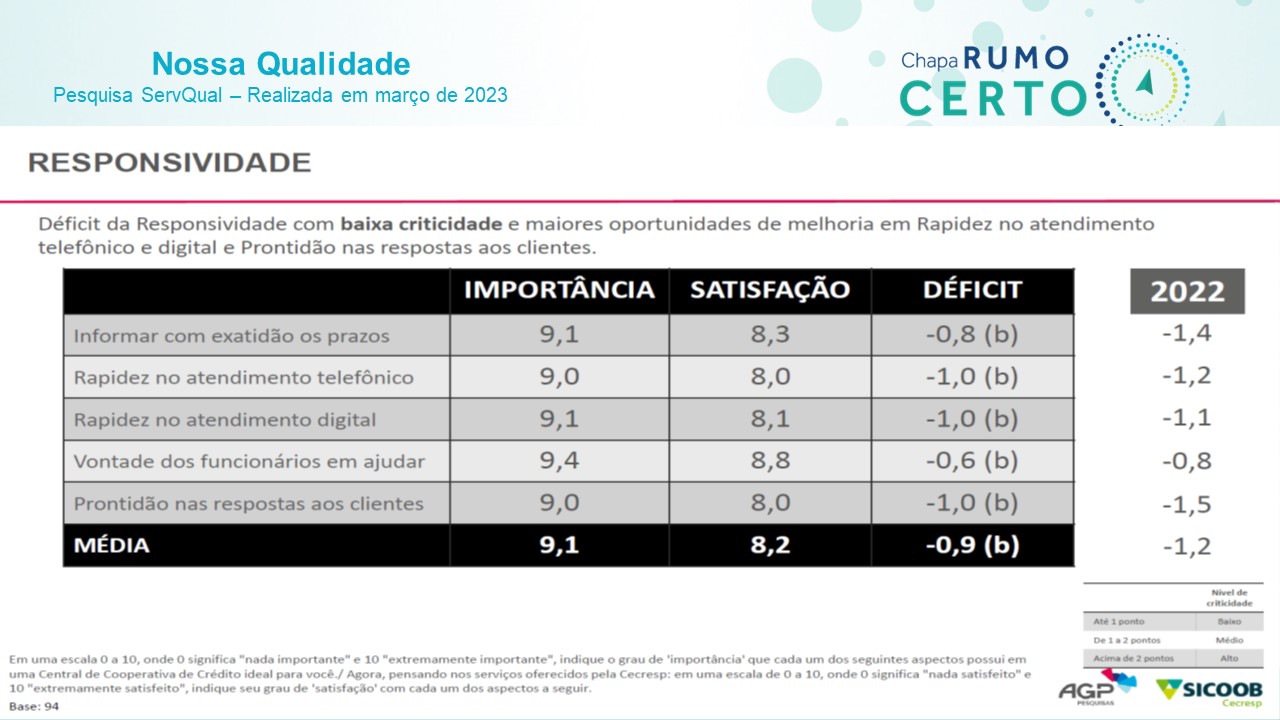 Nossa Qualidade
Pesquisa ServQual – Realizada em março de 2023
Chapa RUMO
CERTO
RESPONSIVIDADE
Déficit da Responsividade com baixa criticidade e maiores oportunidades de melhoria em Rapidez no atendimento
telefônico e digital e Prontidão nas respostas aos clientes.
IMPORTÂNCIA SATISFAÇÃO DÉFICIT 2022
Informar com exatidão os prazos 9,1 8,3 -0,8 (b) -1,4
Rapidez no atendimento telefônico 9,0 8,0 -1,0 (b) -1,2
Rapidez no atendimento digital 9,1 8,1 -1,0 (b) -1,1
Vontade dos funcionários em ajudar 9,4 8,8 -0,6 (b) -0,8
Prontidão nas respostas aos clientes 9,0 8,0 -1,0 (b) -1,5
MÉDIA 9,1 8,2 -0,9 (b) -1,2
Nivel de
criticidade
Até 1 ponto Baixo
De 1 a 2 pontos Médio
Acima de 2 pontos Alto
Em uma escala 0 a 10, onde 0 significa "nada importante" e 10 "extremamente importante", indique o grau de 'importância' que cada um dos seguintes aspectos possui em
uma Central de Cooperativa de Crédito ideal para você./ Agora, pensando nos serviços oferecidos pela Cecresp: em uma escala de 0 a 10, onde 0 significa "nada satisfeito" e
10 "extremamente satisfeito", indique seu grau de 'satisfação' com cada um dos aspectos a seguir.
Base: 94
AGP
PESQUISAS
SICOOB
Cecresp